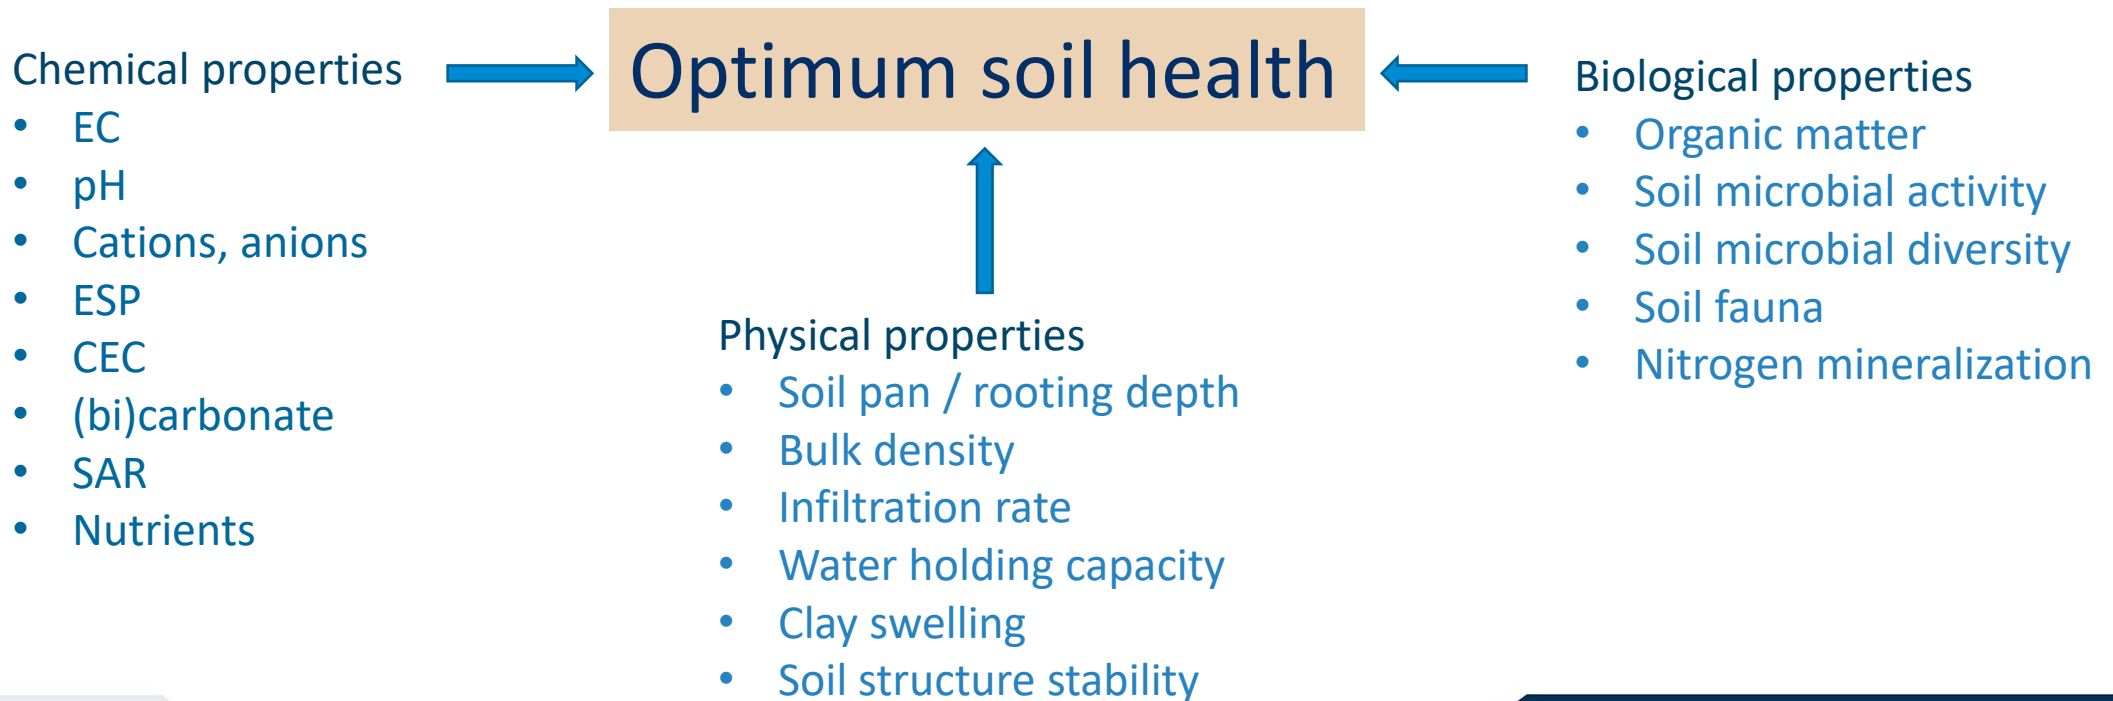 Optimum soil health
Chemical properties
• EC
• pH
• Cations, anions
• ESP
• CEC
• (bi)carbonate
• SAR
• Nutrients
Physical properties
• Soil pan / rooting depth
• Bulk density
• Infiltration rate
• Water holding capacity
• Clay swelling
• Soil structure stability
Biological properties
• Organic matter
• Soil microbial activity
• Soil microbial diversity
• Soil fauna
• Nitrogen mineralization